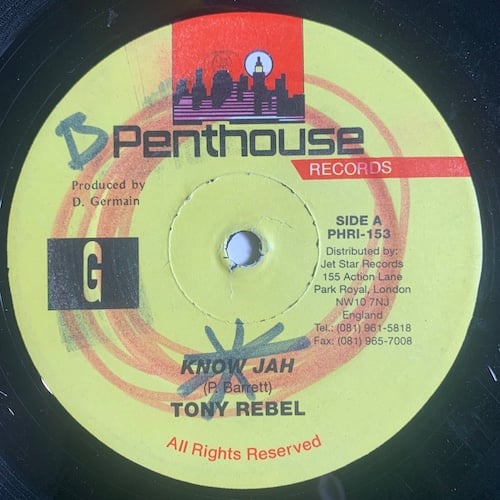 B
Penthouse
RECORDS
Produced by
D. Germain
G
SIDE A
PHRI-153
Distributed by:
Jet Star Records
155 Action Lane
Park Royal, London
NW10 7NJ
England
Tel.: (081) 961-5818
Fax: (081) 965-7008
KNOW JAH
(P. Barrett)
TONY REBEL
All Rights Reserved